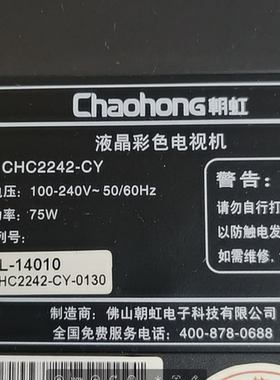 Chaohong 朝虹
液晶彩色电视机
CHC2242-CY
压: 100-240V~50/60Hz
率: 75W
列号:
L-14010
HC2242-CY-0130
警告:
请勿自行打
以防触电发
如需维修,
制造商: 佛山朝虹电子科技有限公司
全国免费服务电话: 400-878-0688